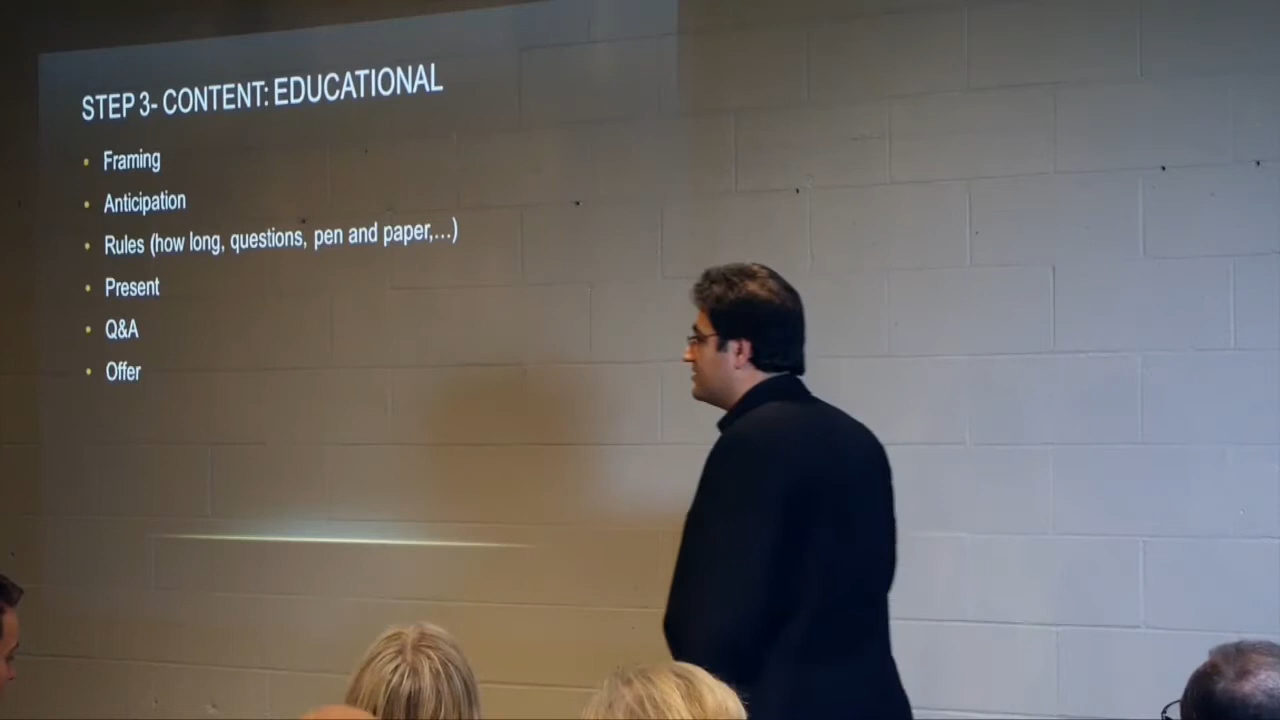 STEP 3- CONTENT: EDUCATIONAL
• Framing
• Anticipation
• Rules (how long, questions, pen and paper,...)
• Present
• Q&A
• Offer